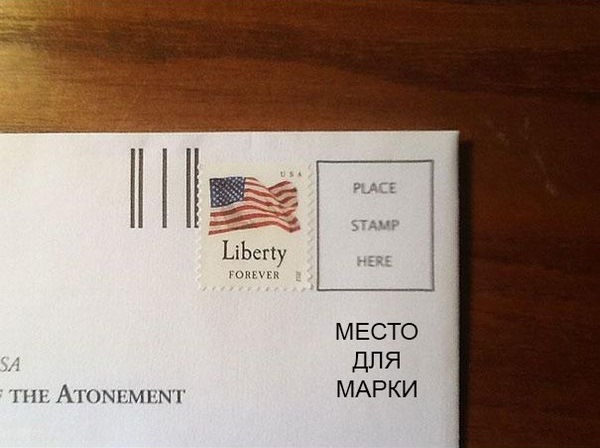 USA
Liberty
FOREVER
PLACE
STAMP
HERE
МЕСТО
ДЛЯ
МАРКИ
SA
THE ATONEMENT